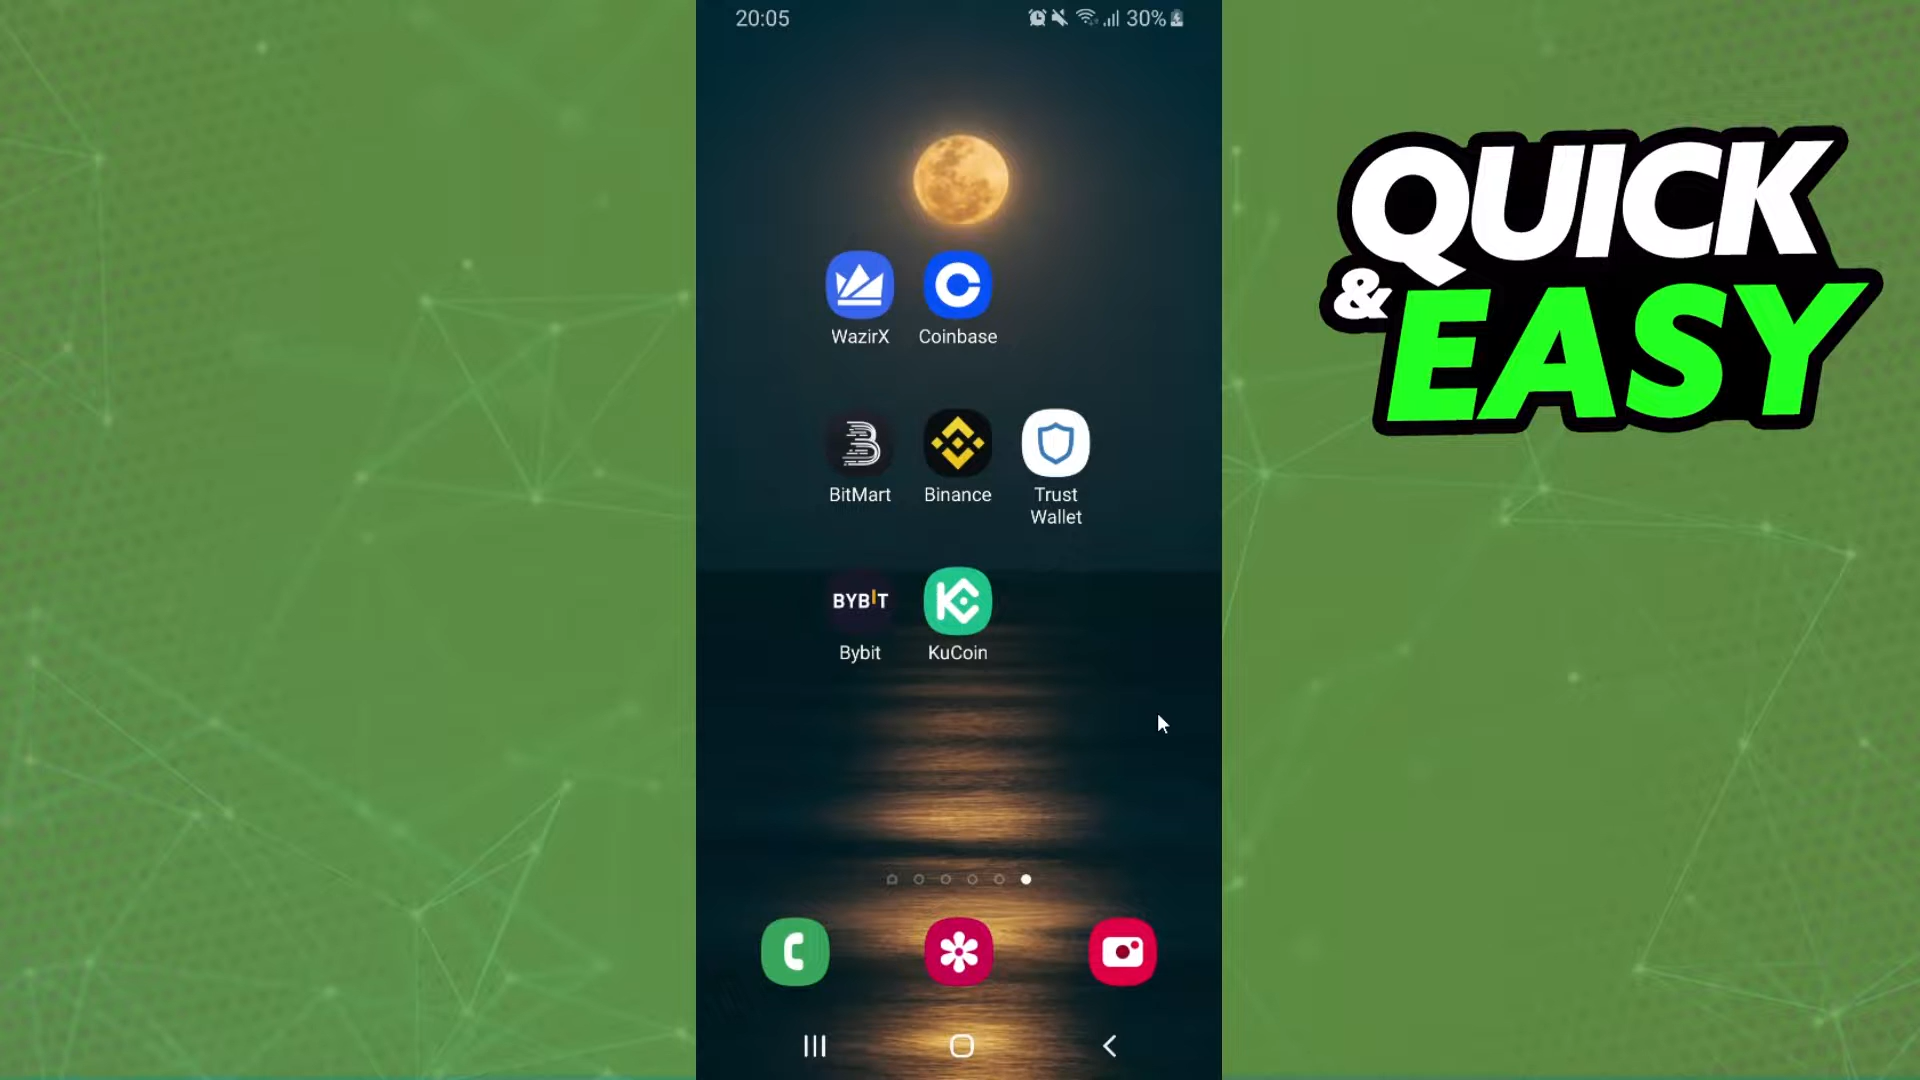 20:05
30%
QUICK
& EASY
WazirX
Coinbase
BitMart
Binance
Trust
Wallet
BYBIT
Bybit
KuCoin